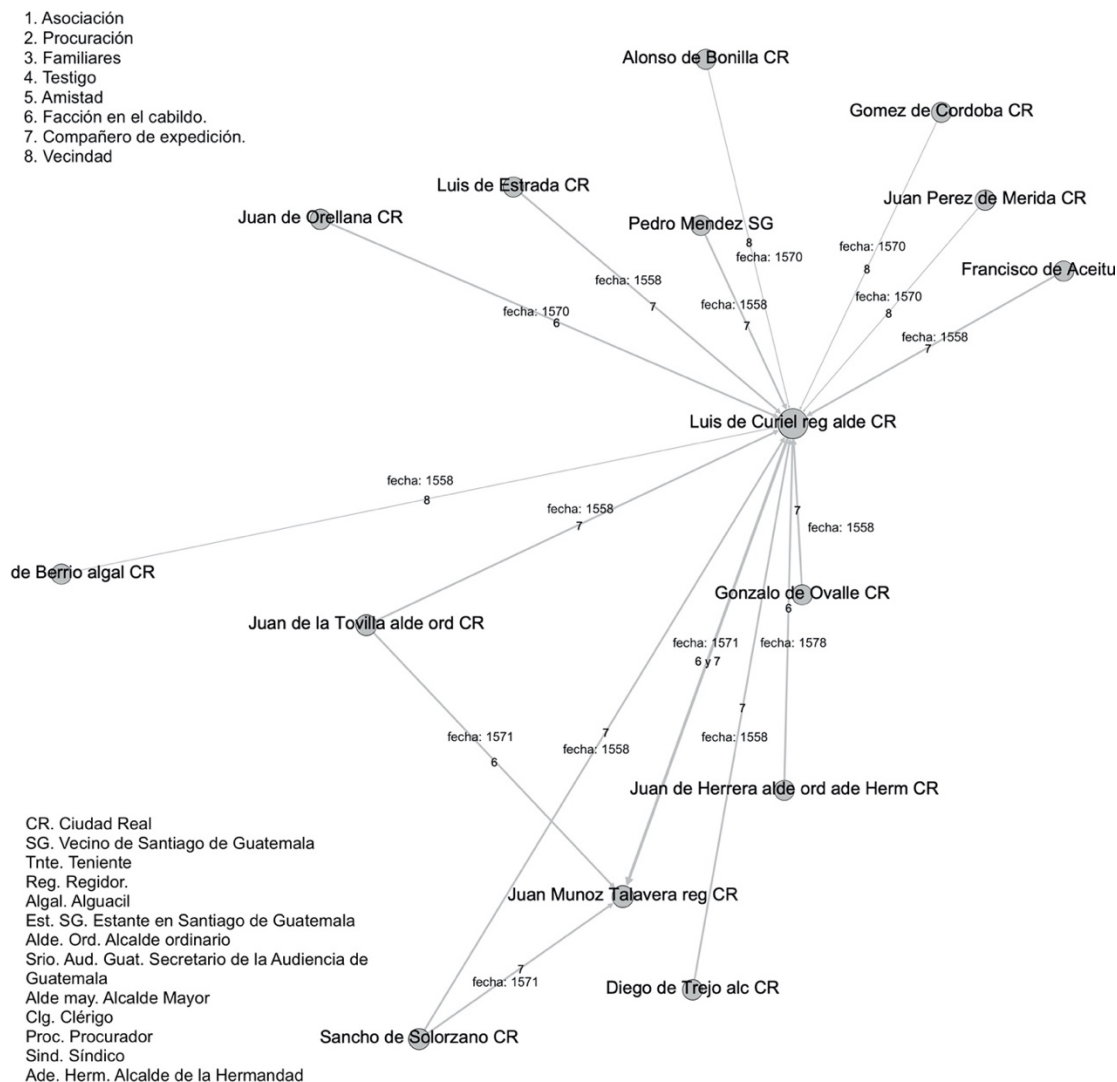 1. Asociación
2. Procuración
3. Familiares
4. Testigo
5. Amistad
6. Facción en el cabildo.
7. Compañero de expedición.
8. Vecindad
Alonso de Bonilla CR
Gomez de Cordoba CR
Luis de Estrada CR
Juan Perez de Merida CR
Juan de Orellana CR
Pedro Mendez SG
8
fecha: 1570
fecha: 1570
8
Francisco de Aceitu
fecha: 1558
7
fecha: 1558
7
fecha: 1570
8
fecha: 1570
6
fecha: 1558
7
Luis de Curiel reg alde CR
fecha: 1558
8
fecha: 1558
7
7
fecha: 1558
de Berrio algal CR
Gonzalo de Ovalle CR
6
Juan de la Tovilla alde ord CR
fecha: 1571
6 y 7
fecha: 1578
7
fecha: 1558
7
fecha: 1558
fecha: 1571
6
Juan de Herrera alde ord ade Herm CR
Juan Munoz Talavera reg CR
7
fecha: 1571
Diego de Trejo alc CR
Sancho de Solorzano CR
CR. Ciudad Real
SG. Vecino de Santiago de Guatemala
Tnte. Teniente
Reg. Regidor.
Algal. Alguacil
Est. SG. Estante en Santiago de Guatemala
Alde. Ord. Alcalde ordinario
Srio. Aud. Guat. Secretario de la Audiencia de
Guatemala
Alde may. Alcalde Mayor
Clg. Clérigo
Proc. Procurador
Sind. Síndico
Ade. Herm. Alcalde de la Hermandad